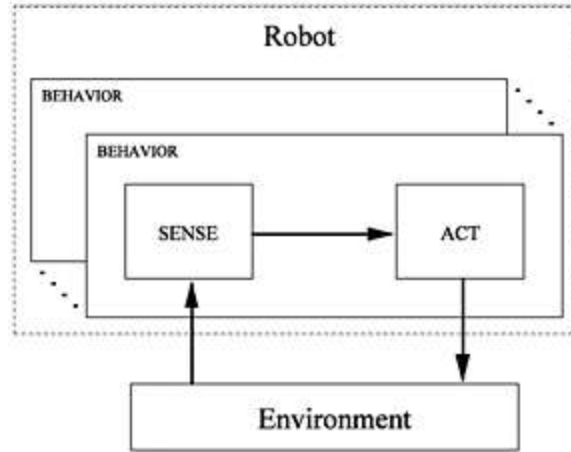 Robot
BEHAVIOR
BEHAVIOR
SENSE
ACT
Environment